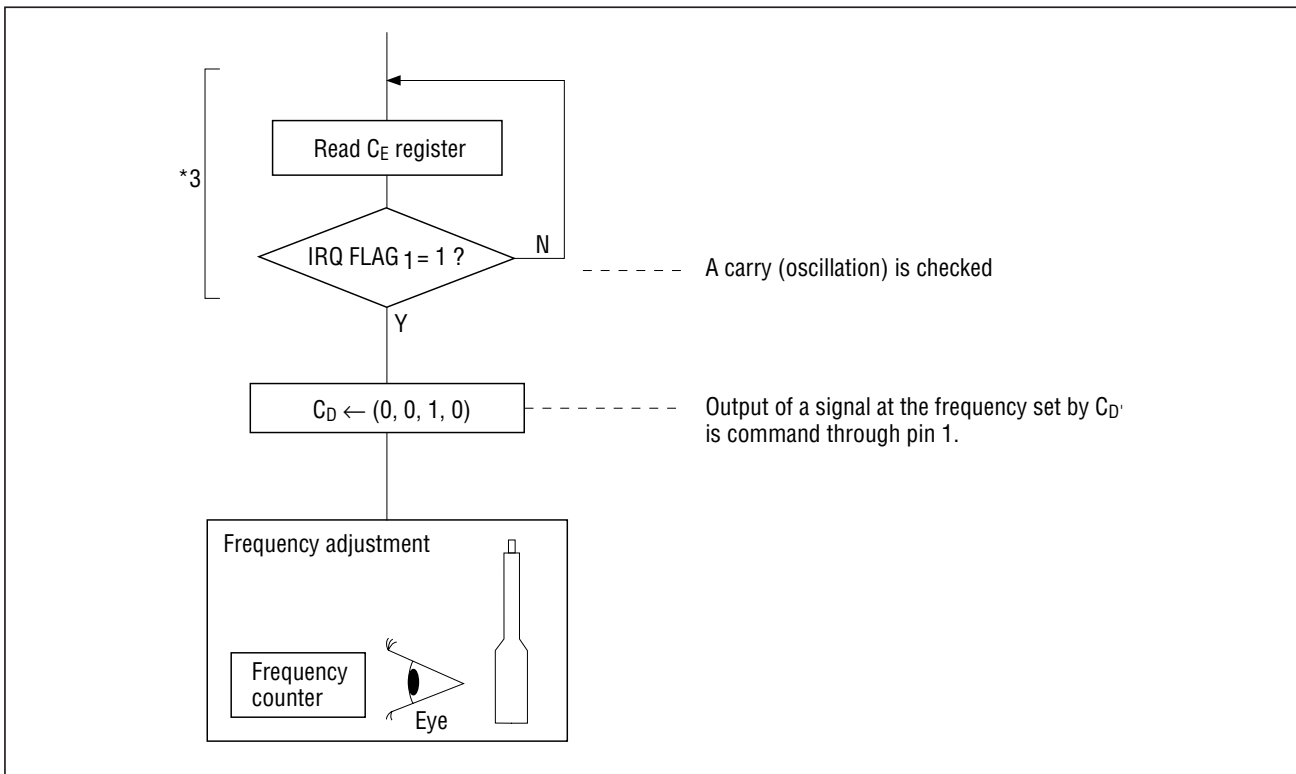 Read CE register
*3
IRQ FLAG 1 = 1 ?
N
A carry (oscillation) is checked
Y
CD ← (0, 0, 1, 0)
Output of a signal at the frequency set by CD'
is command through pin 1.
Frequency adjustment
Frequency
counter
Eye